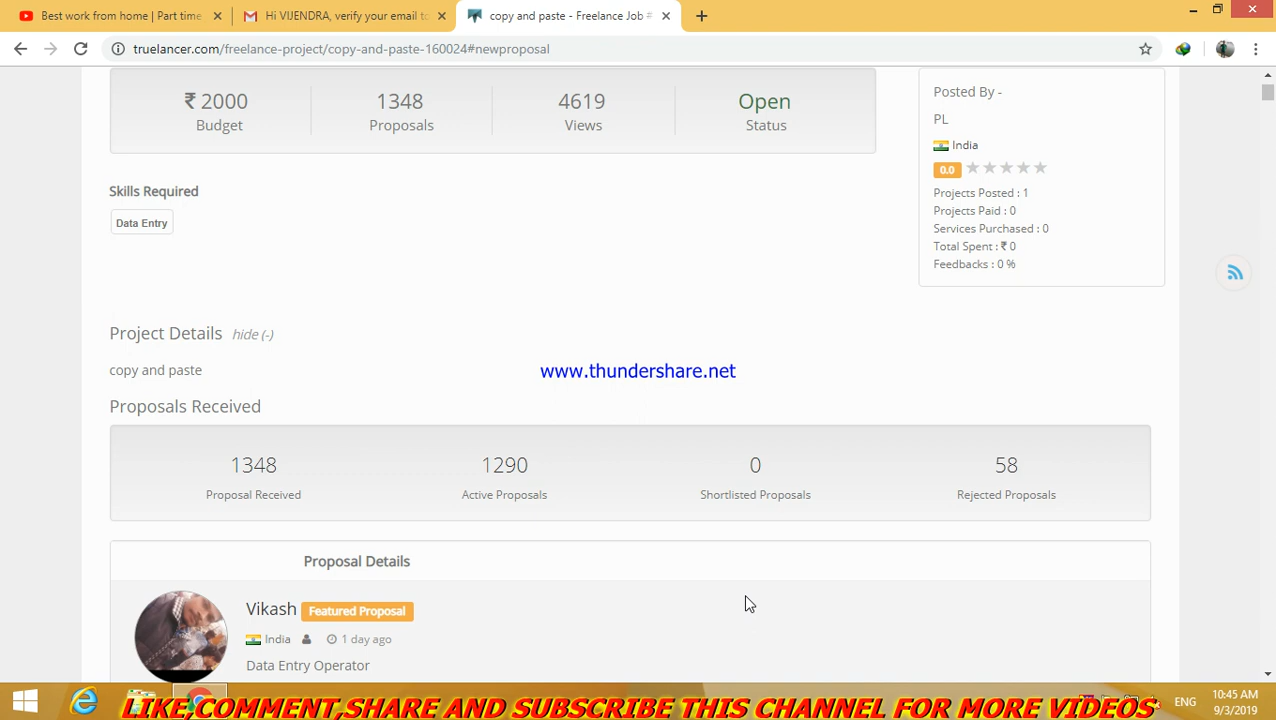 Best work from home | Part time
Hi VIJENDRA, verify your email to
copy and paste - Freelance Job #
truelancer.com/freelance-project/copy-and-paste-160024#newproposal
₹ 2000
Budget
1348
Proposals
4619
Views
Open
Status
Posted By -
PL
India
0.0
Projects Posted : 1
Projects Paid : 0
Services Purchased : 0
Total Spent : ₹ 0
Feedbacks : 0 %
Skills Required
Data Entry
Project Details hide (-)
copy and paste
www.thundershare.net
Proposals Received
1348
Proposal Received
1290
Active Proposals
0
Shortlisted Proposals
58
Rejected Proposals
Proposal Details
Vikash Featured Proposal
India 1 day ago
Data Entry Operator
LIKE,COMMENT,SHARE AND SUBSCRIBE THIS CHANNEL FOR MORE VIDEOS
ENG
10:45 AM
9/3/2019